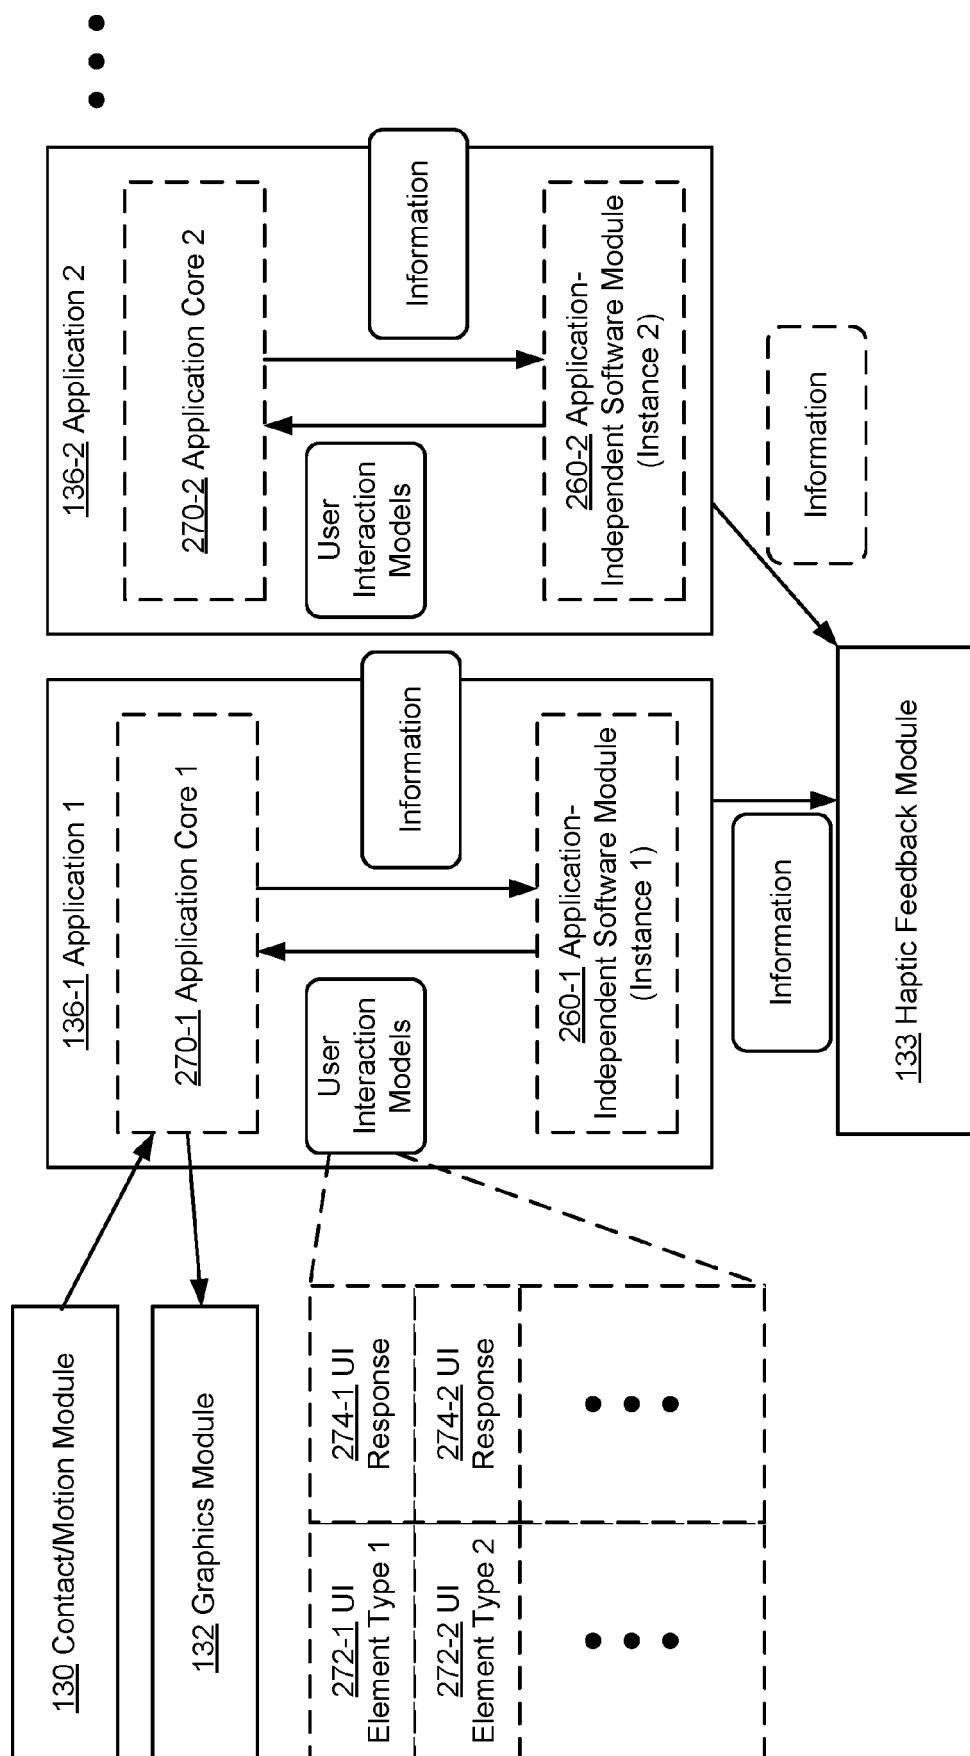 130 Contact/Motion Module
132 Graphics Module
272-1 UI
Element Type 1
274-1 UI
Response
272-2 UI
Element Type 2
274-2 UI
Response
136-1 Application 1
270-1 Application Core 1
User
Interaction
Models
Information
260-1 Application-
Independent Software Module
(Instance 1)
136-2 Application 2
270-2 Application Core 2
User
Interaction
Models
Information
260-2 Application-
Independent Software Module
(Instance 2)
Information
Information
133 Haptic Feedback Module